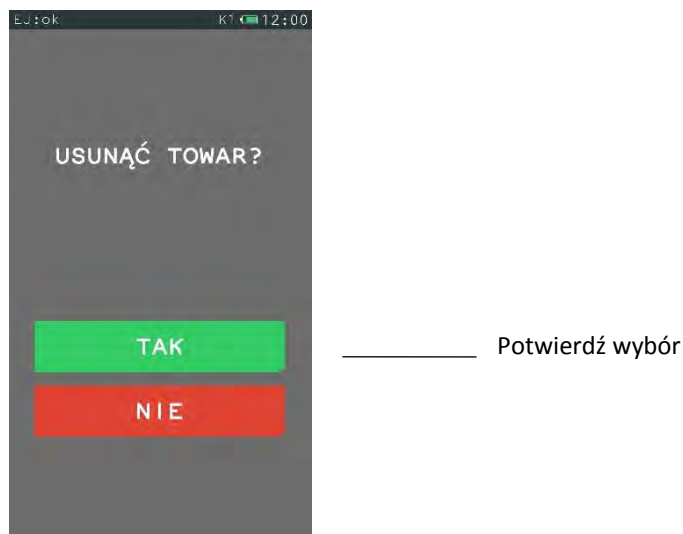 EJ:ok K1 12:00
USUNĄĆ TOWAR?
TAK
Potwierdź wybór
NIE